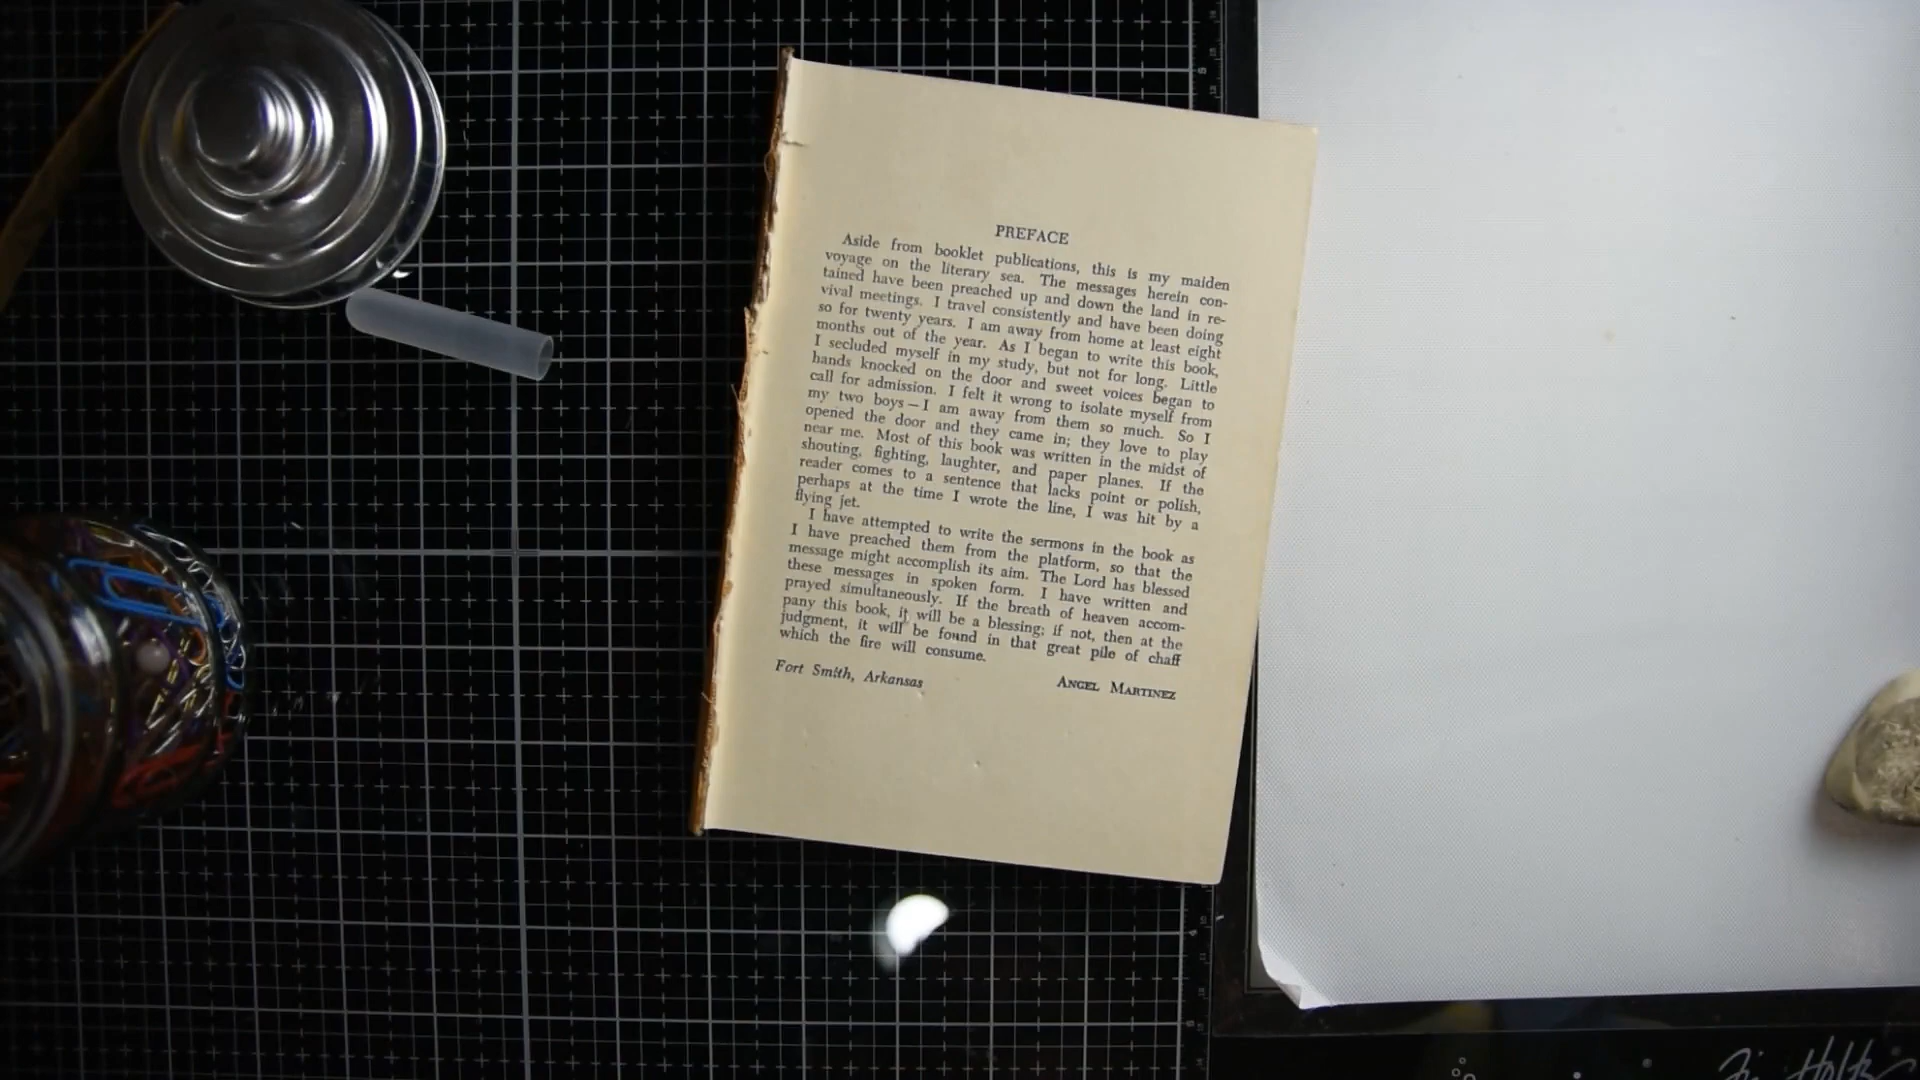 PREFACE
Aside from booklet publications, this is my maiden
voyage on the literary sea. The messages herein con-
tained have been preached up and down the land in re-
vival meetings. I travel consistently and have been doing
so for twenty years. I am away from home at least eight
months out of the year. As I began to write this book,
I secluded myself in my study, but not for long. Little
hands knocked on the door and sweet voices began to
call for admission. I felt it wrong to isolate myself from
my two boys—I am away from them so much. So I
opened the door and they came in; they love to play
near me. Most of this book was written in the midst of
shouting, fighting, laughter, and paper planes. If the
reader comes to a sentence that lacks point or polish,
perhaps at the time I wrote the line, I was hit by a
flying jet.
I have attempted to write the sermons in the book as
I have preached them from the platform, so that the
message might accomplish its aim. The Lord has blessed
these messages in spoken form. I have written and
prayed simultaneously. If the breath of heaven accom-
pany this book, it will be a blessing; if not, then at the
judgment, it will be found in that great pile of chaff
which the fire will consume.
Fort Smith, Arkansas ANGEL MARTINEZ
Tim Holtz